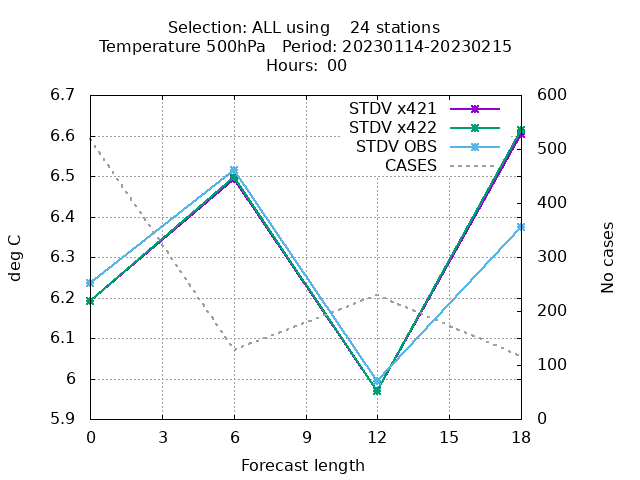 Selection: ALL using    24 stations
Temperature 500hPa   Period: 20230114-20230215
Hours:  00
6.7
6.6
6.5
6.4
6.3
6.2
6.1
6
5.9
deg C
STDV x421
STDV x422
STDV OBS
CASES
600
500
400
300
200
100
0
No cases
0 3 6 9 12 15 18
Forecast length